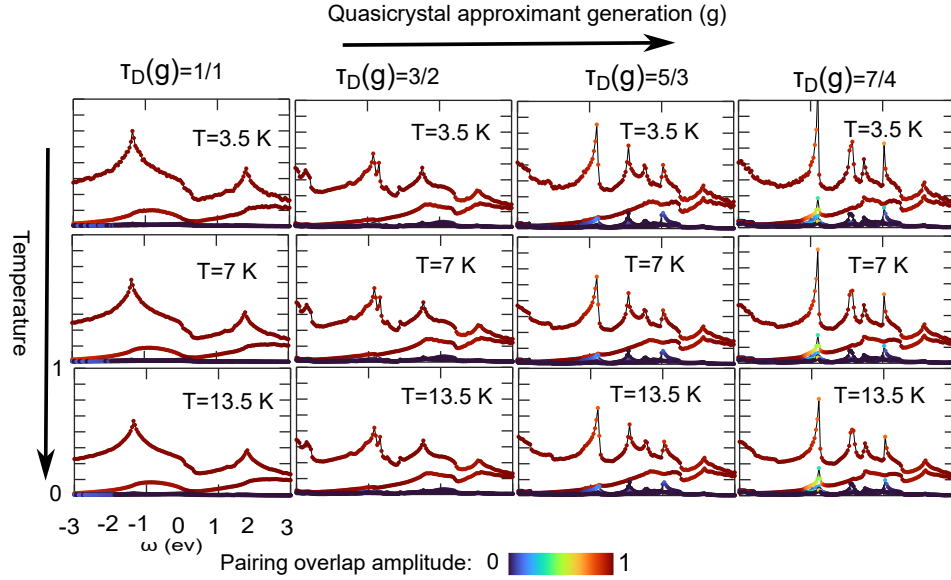 Quasicrystal approximant generation (g)
τD(g)=1/1 τD(g)=3/2 τD(g)=5/3 τD(g)=7/4
T=3.5 K T=3.5 K T=3.5 K T=3.5 K
Temperature
T=7 K T=7 K T=7 K T=7 K
1
T=13.5 K T=13.5 K T=13.5 K T=13.5 K
0
-3 -2 -1 0 1 2 3
ω (ev)
Pairing overlap amplitude: 0 1